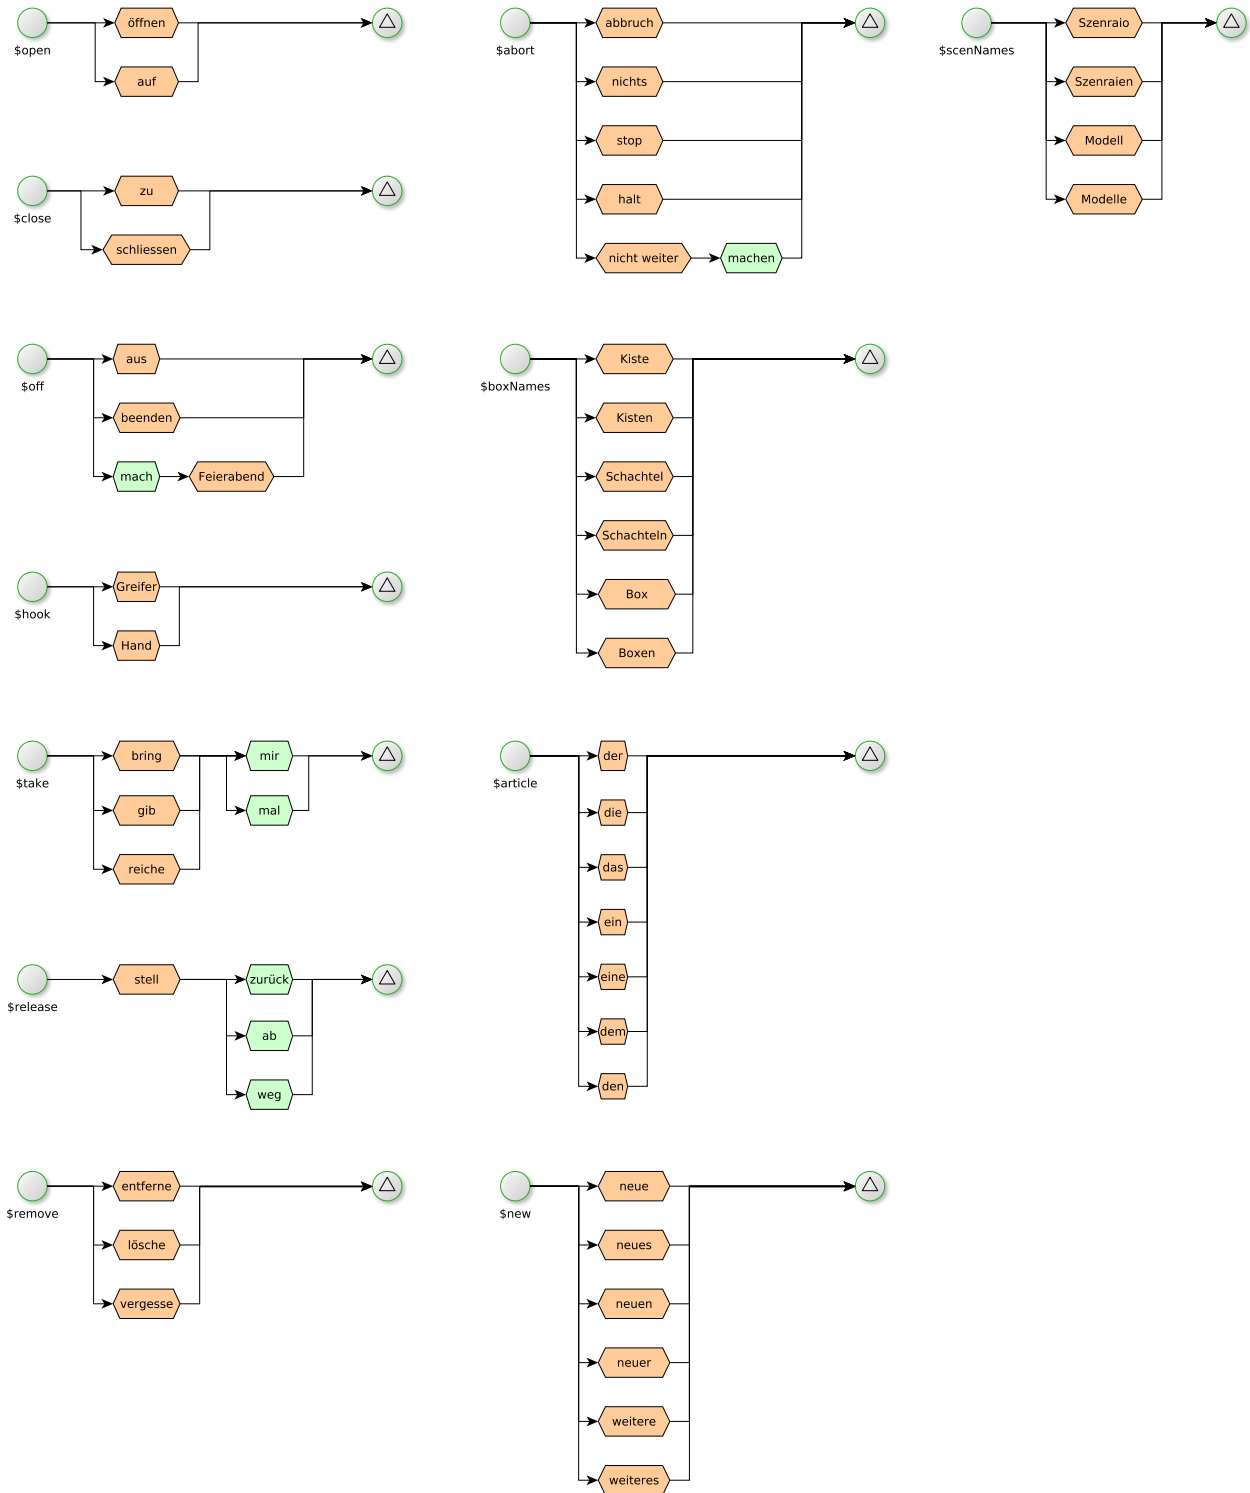 öffnen
$open
auf
zu
$close
schliessen
aus
$off
beenden
mach
Feierabend
Greifer
$hook
Hand
bring
mir
$take
gib
mal
reiche
stell
zurück
$release
ab
weg
entferne
$remove
lösche
vergesse
abbruch
$abort
nichts
stop
halt
nicht weiter
machen
Kiste
$boxNames
Kisten
Schachtel
Schachteln
Box
Boxen
der
$article
die
das
ein
eine
dem
den
neue
$new
neues
neuen
neuer
weitere
weiteres
Szenraio
$scenNames
Szenraien
Modell
Modelle